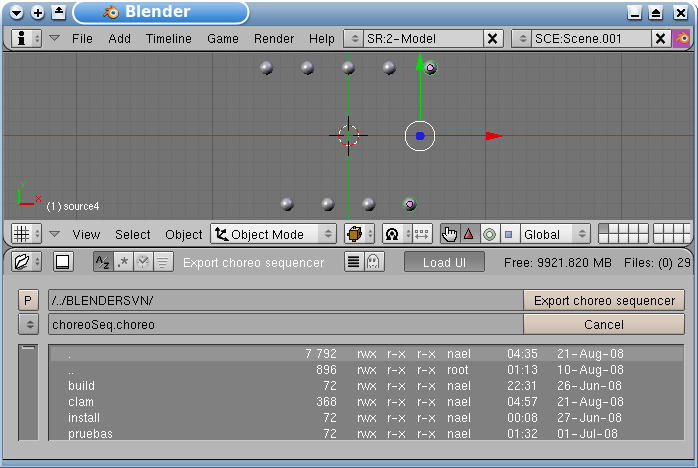 Blender
File Add Timeline Game Render Help SR:2-Model X SCE:Scene.001 X
(1) source4
View Select Object Object Mode Global
A/Z .* Export choreo sequencer Load UI Free: 9921.820 MB Files: (0) 29
P /../BLENDERSVN/ Export choreo sequencer
choreoSeq.choreo Cancel
. 7 792 rwx r-x r-x nael 04:35 21-Aug-08
.. 896 rwx r-x r-x root 01:13 10-Aug-08
build 72 rwx r-x r-x nael 22:31 26-Jun-08
clam 368 rwx r-x r-x nael 04:57 21-Aug-08
install 72 rwx r-x r-x nael 00:08 27-Jun-08
pruebas 72 rwx r-x r-x nael 01:32 01-Jul-08